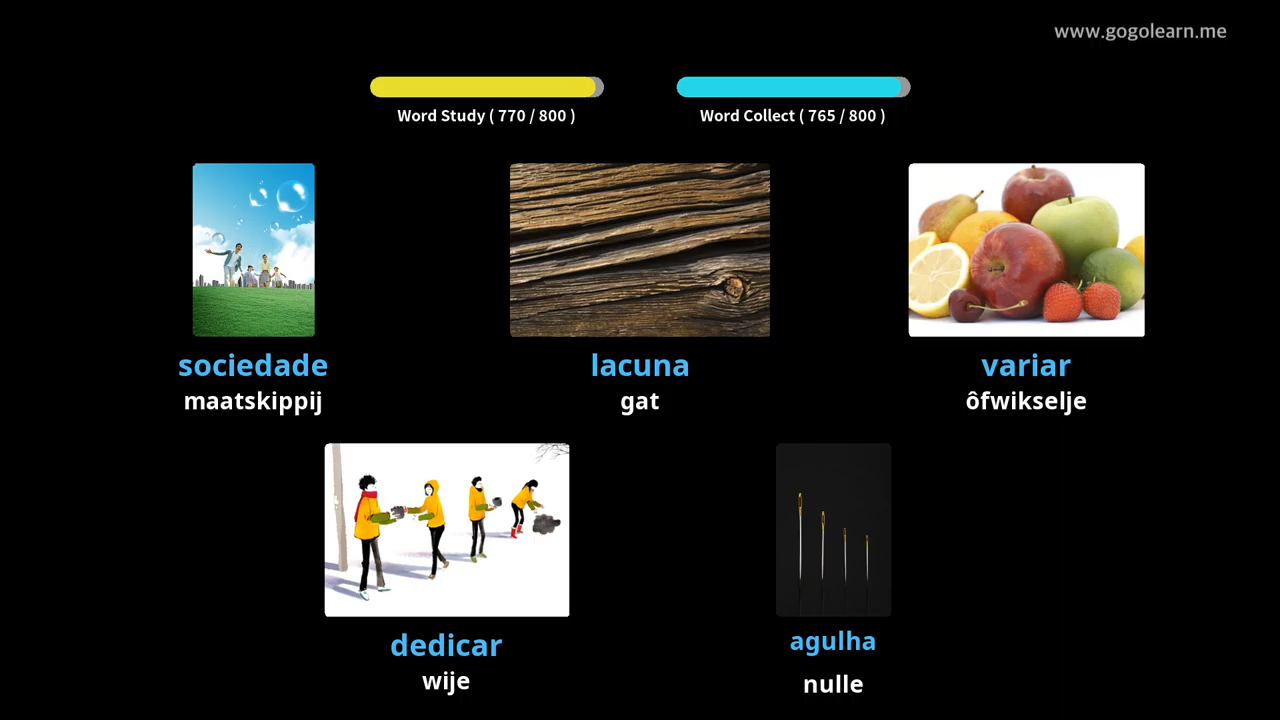 www.gogolearn.me
Word Study ( 770 / 800 )
Word Collect ( 765 / 800 )
sociedade
maatskippij
lacuna
gat
variar
ôfwikselje
dedicar
wije
agulha
nulle